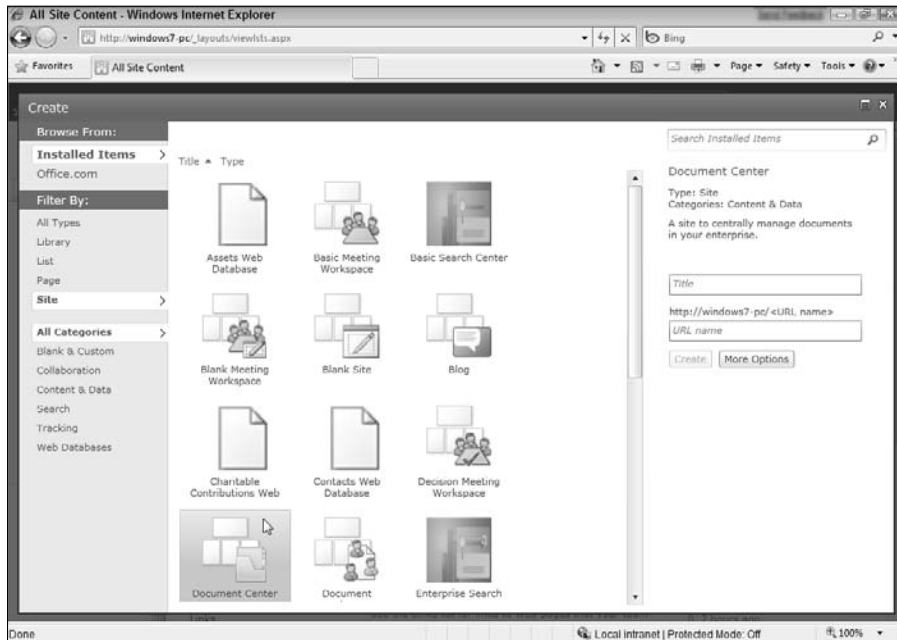 All Site Content - Windows Internet Explorer
http://windows7-pc/_layouts/viewlsts.aspx
Bing
Favorites
All Site Content
Page
Safety
Tools
Create
Browse From:
Installed Items
Office.com
Filter By:
All Types
Library
List
Page
Site
All Categories
Blank & Custom
Collaboration
Content & Data
Search
Tracking
Web Databases
Title
Type
Assets Web
Database
Basic Meeting
Workspace
Basic Search Center
Blank Meeting
Workspace
Blank Site
Blog
Charitable
Contributions Web
Contacts Web
Database
Decision Meeting
Workspace
Document Center
Document
Enterprise Search
Search Installed Items
Document Center
Type: Site
Categories: Content & Data
A site to centrally manage documents
in your enterprise.
Title
http://windows7-pc/<URL name>
URL name
Create
More Options
Links
Done
Local intranet | Protected Mode: Off
100%